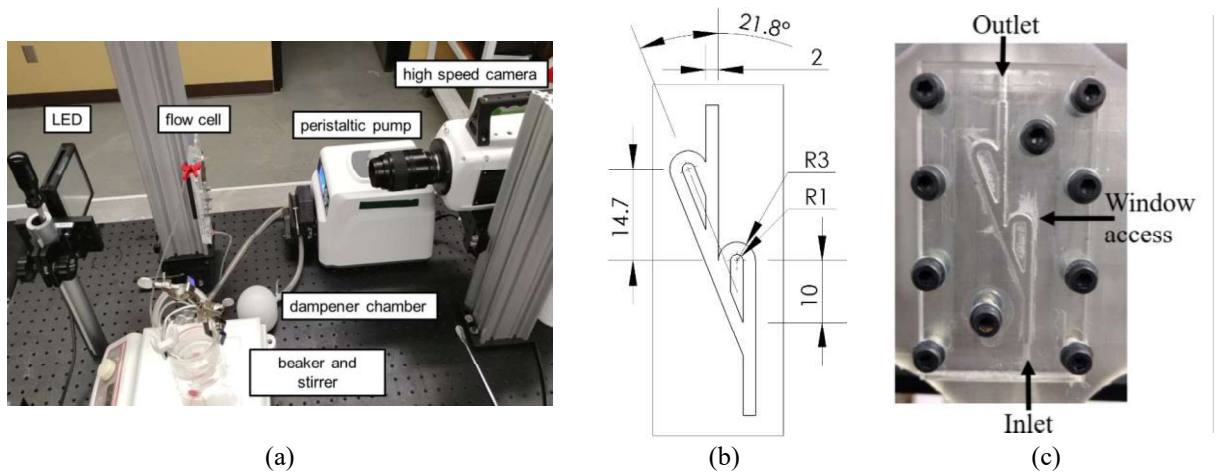 high speed camera
LED
flow cell
peristaltic pump
dampener chamber
beaker and
stirrer
(a)
21.8°
2
R3
R1
14.7
10
(b)
Outlet
Window
access
Inlet
(c)